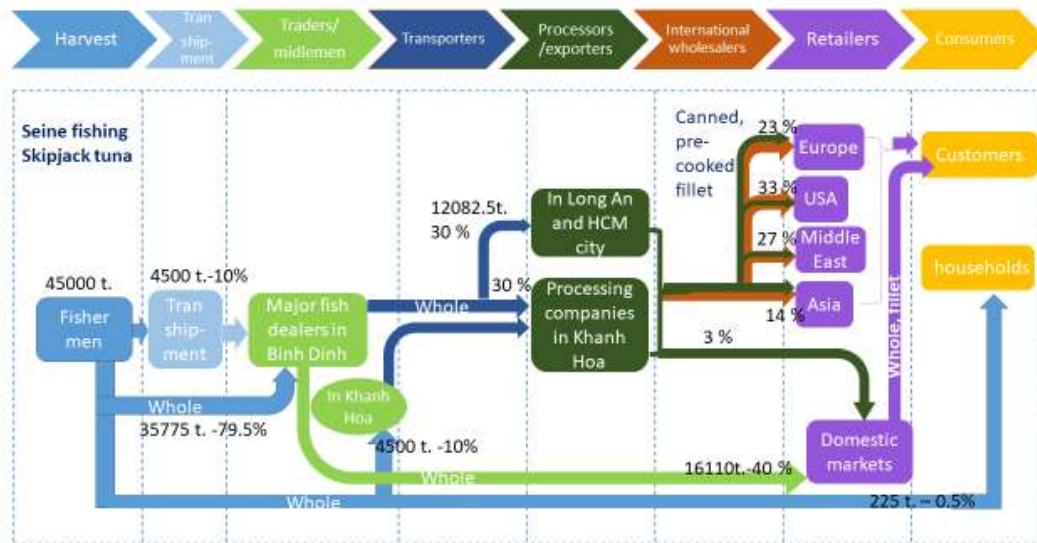 Harvest
Tran
ship-
ment
Traders/
midlemen
Transporters
Processors
/exporters
International
wholesalers
Retailers
Consumers
Seine fishing
Skipjack tuna
Canned,
pre-
cooked
fillet
23 %
Europe
Customers
33 %
USA
12082.5t.
30 %
In Long An
and HCM
city
27 %
Middle
East
households
45000 t.
4500 t.-10%
30 %
Whole
Fisher
men
Tran
ship-
ment
Major fish
dealers in
Binh Dinh
Processing
companies
in Khanh
Hoa
Asia
14 %
3 %
Whole, fillet
In Khanh
Hoa
Whole
35775 t. -79.5%
4500 t. -10%
Domestic
markets
16110t.-40 %
Whole
225 t. – 0.5%
Whole